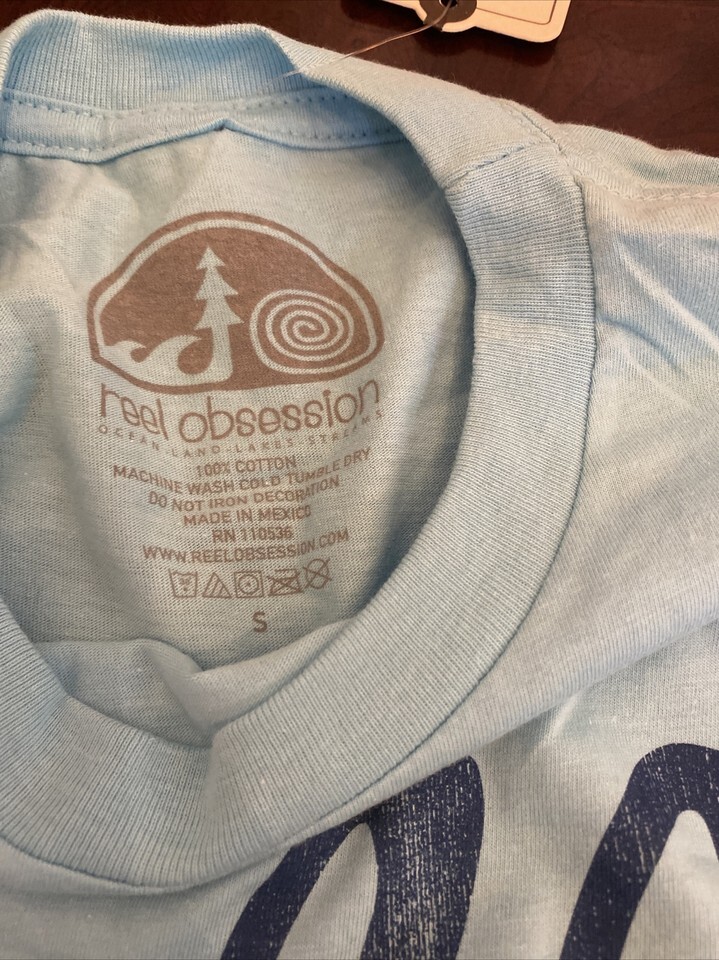 reel obsession
OCEAN LAND LAKES STREAMS
100% COTTON
MACHINE WASH COLD TUMBLE DRY
DO NOT IRON DECORATION
MADE IN MEXICO
RN 110536
WWW.REELOBSESSION.COM
S